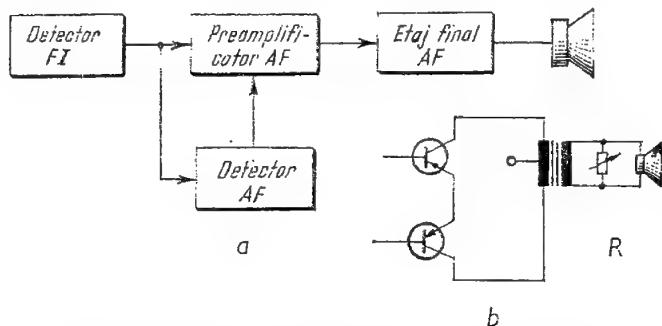 Detector
FI
Preamplifi-
cator AF
Etaj final
AF
Detector
AF
a
R
b